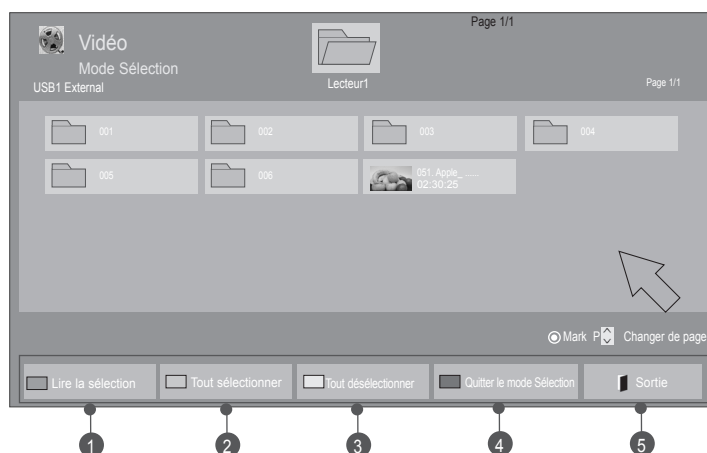 Page 1/1
Vidéo
Mode Sélection
USB1 External
Lecteur1
Page 1/1
001
002
003
004
005
006
051. Apple_ ......
02:30:25
Mark P Changer de page
Lire la sélection
Tout sélectionner
Tout désélectionner
Quitter le mode Sélection
Sortie
1
2
3
4
5